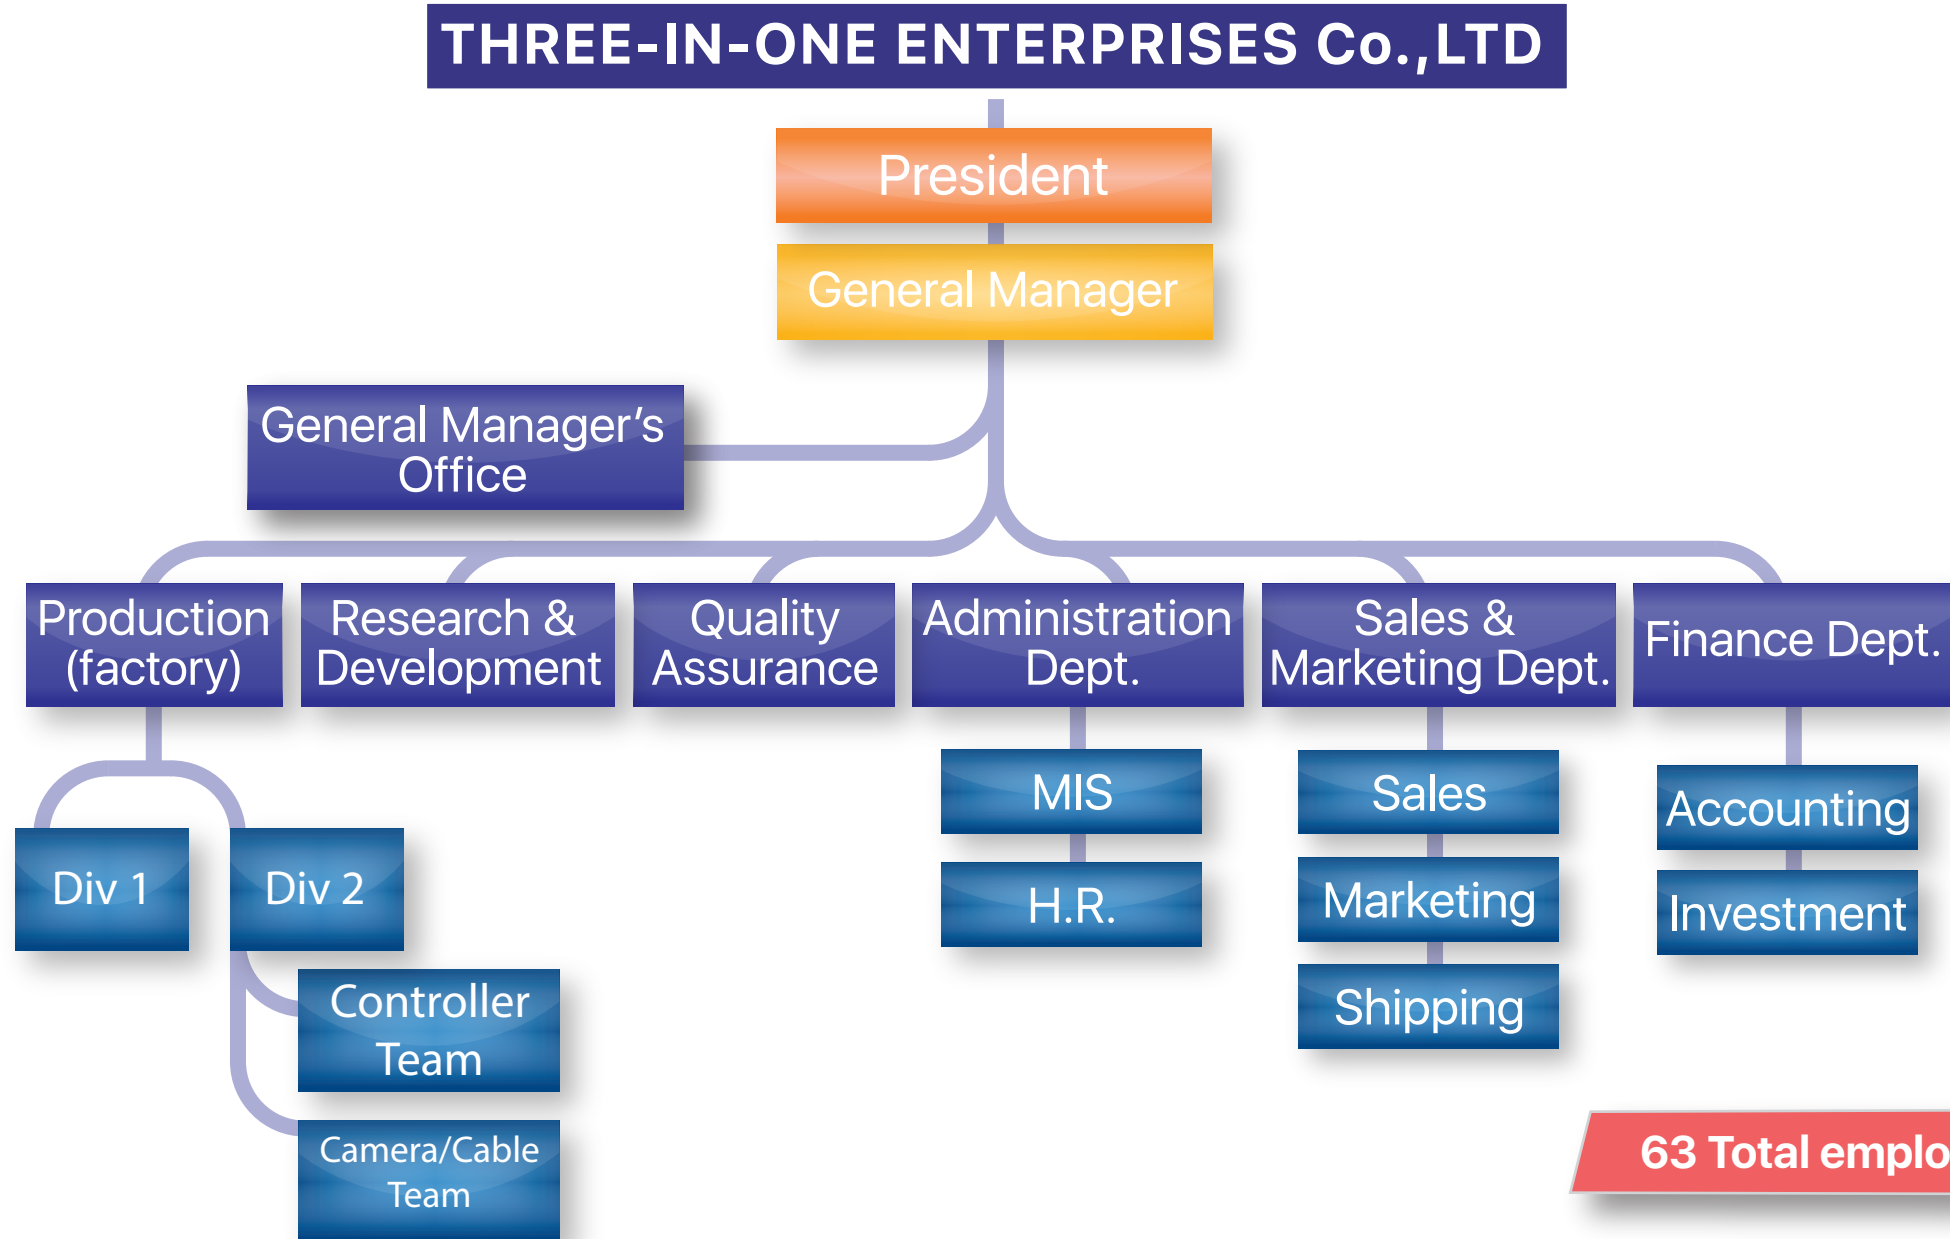 THREE-IN-ONE ENTERPRISES Co.,LTD
President
General Manager
General Manager's
Office
Production
(factory)
Research &
Development
Quality
Assurance
Administration
Dept.
Sales &
Marketing Dept.
Finance Dept.
MIS
H.R.
Sales
Marketing
Shipping
Accounting
Investment
Div 1
Div 2
Controller
Team
Camera/Cable
Team
63 Total emplo